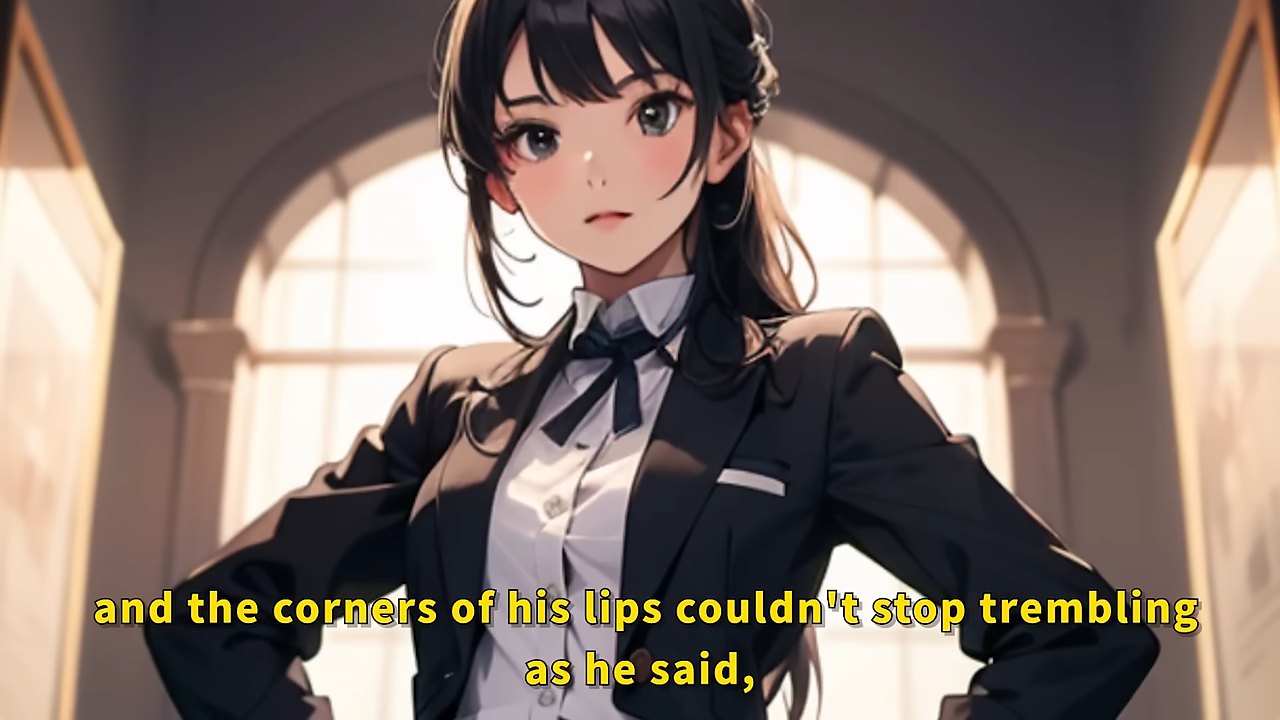 and the corners of his lips couldn't stop trembling
as he said,